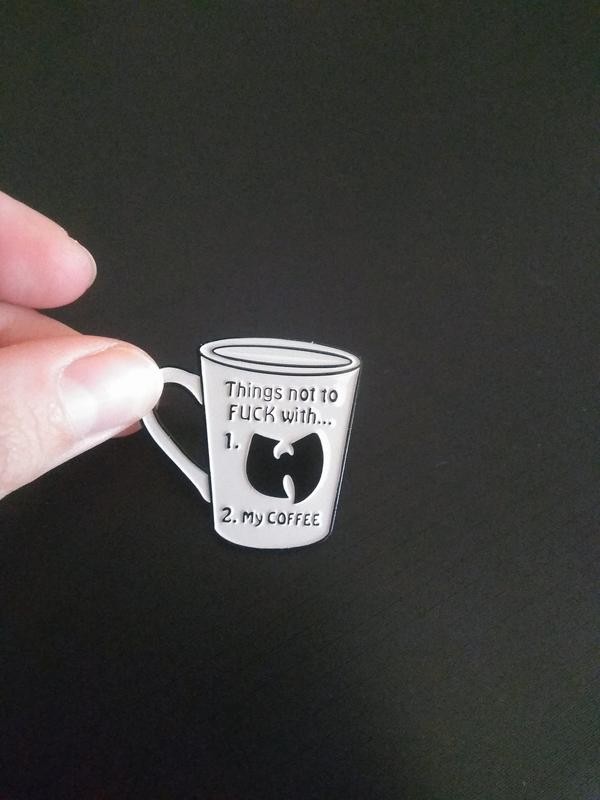 Things not to
FUCK with...
1.
2. My COFFEE